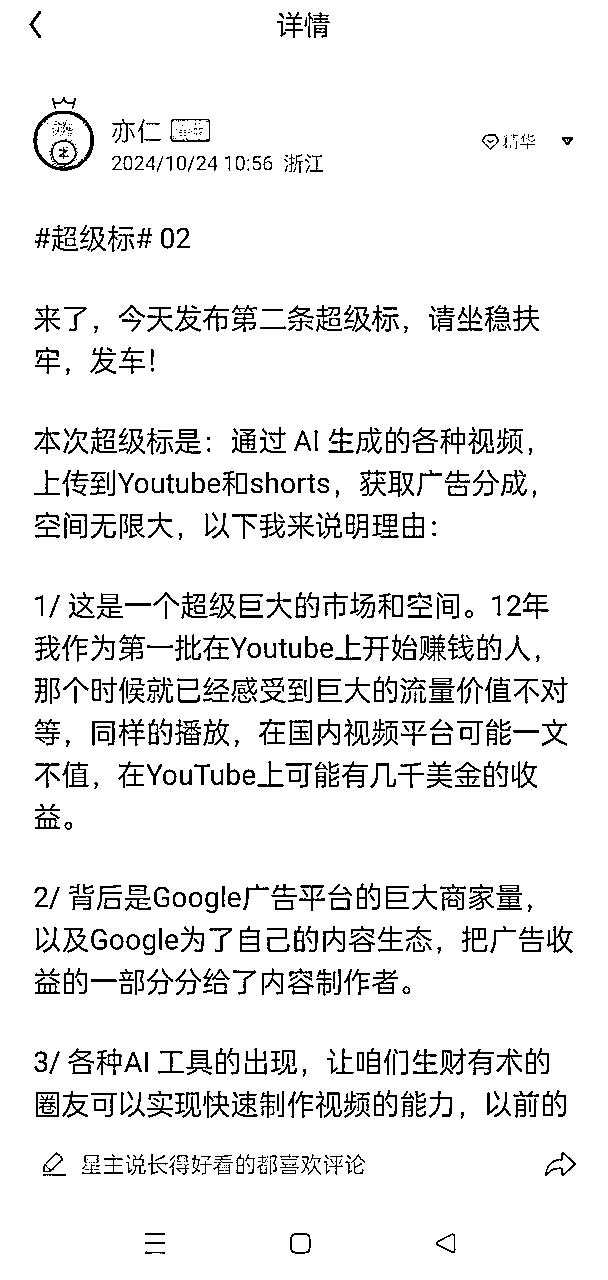 详情
亦仁
精华
2024/10/24 10:56 浙江
#超级标# 02
来了，今天发布第二条超级标，请坐稳扶
牢，发车！
本次超级标是：通过 AI 生成的各种视频，
上传到Youtube和shorts，获取广告分成，
空间无限大，以下我来说明理由：
1/ 这是一个超级巨大的市场和空间。12年
我作为第一批在Youtube上开始赚钱的人，
那个时候就已经感受到巨大的流量价值不对
等，同样的播放，在国内视频平台可能一文
不值，在YouTube上可能有几千美金的收
益。
2/ 背后是Google广告平台的巨大商家量，
以及Google为了自己的内容生态，把广告收
益的一部分分给了内容制作者。
3/ 各种AI 工具的出现，让咱们生财有术的
圈友可以实现快速制作视频的能力，以前的
星主说长得好看的都喜欢评论